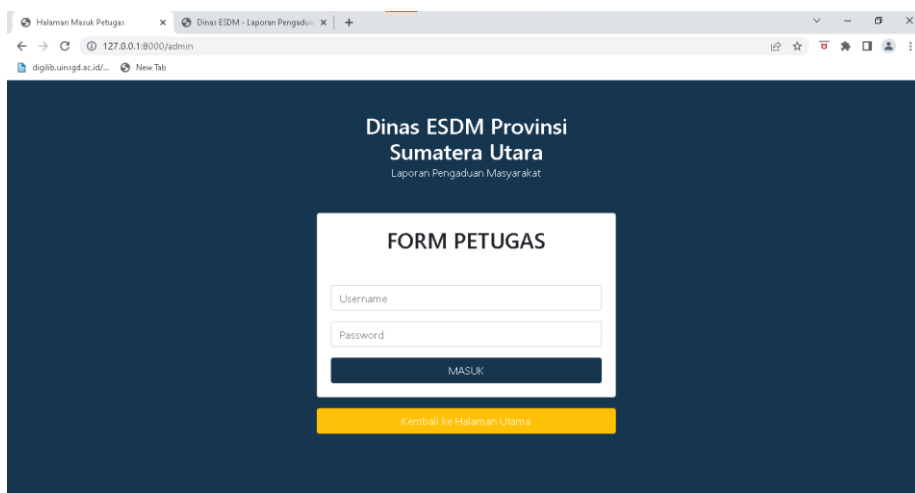 Halaman Masuk Petugas
Dinas ESDM - Laporan Pengadu
127.0.0.1:8000/admin
digilib.uinsgd.ac.id/...
New Tab
Dinas ESDM Provinsi
Sumatera Utara
Laporan Pengaduan Masyarakat
FORM PETUGAS
Username
Password
MASUK
Kembali ke Halaman Utama